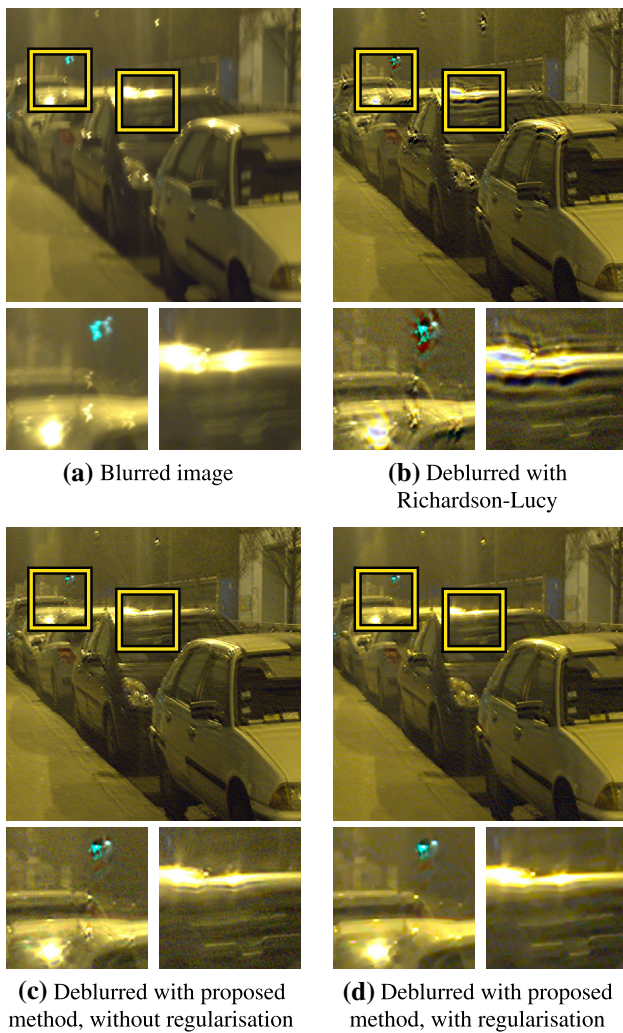 (a) Blurred image
(b) Deblurred with
Richardson-Lucy
(c) Deblurred with proposed
method, without regularisation
(d) Deblurred with proposed
method, with regularisation